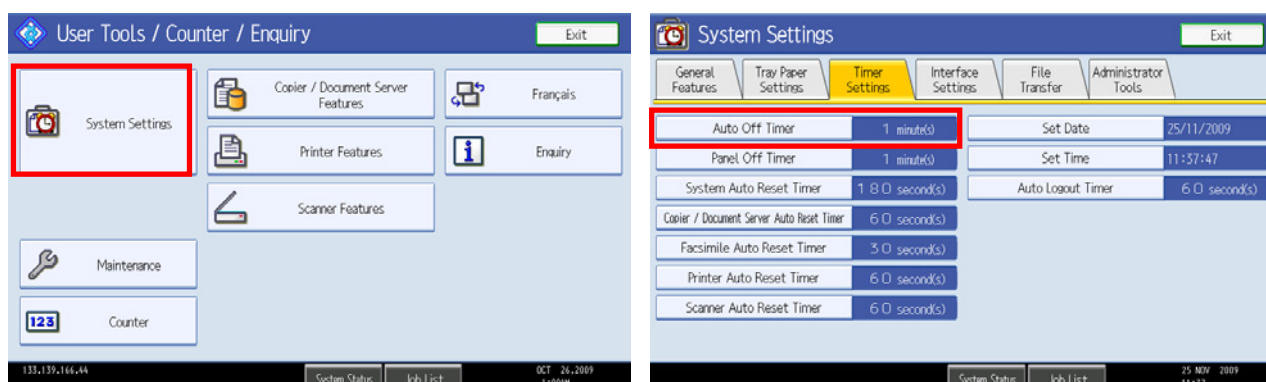 User Tools / Counter / Enquiry
Exit
System Settings
Copier / Document Server
Features
Français
Printer Features
Enquiry
Scanner Features
Maintenance
Counter
123
133.139.166.44
System Status
Job List
OCT 26.2009
System Settings
Exit
General
Features
Tray Paper
Settings
Timer
Settings
Interface
Settings
File
Transfer
Administrator
Tools
Auto Off Timer 1 minute(s)
Panel Off Timer 1 minute(s)
System Auto Reset Timer 180 second(s)
Copier / Document Server Auto Reset Timer 60 second(s)
Facsimile Auto Reset Timer 30 second(s)
Printer Auto Reset Timer 60 second(s)
Scanner Auto Reset Timer 60 second(s)
Set Date 25/11/2009
Set Time 11:37:47
Auto Logout Timer 60 second(s)
System Status
Job List
25 NOV 2009